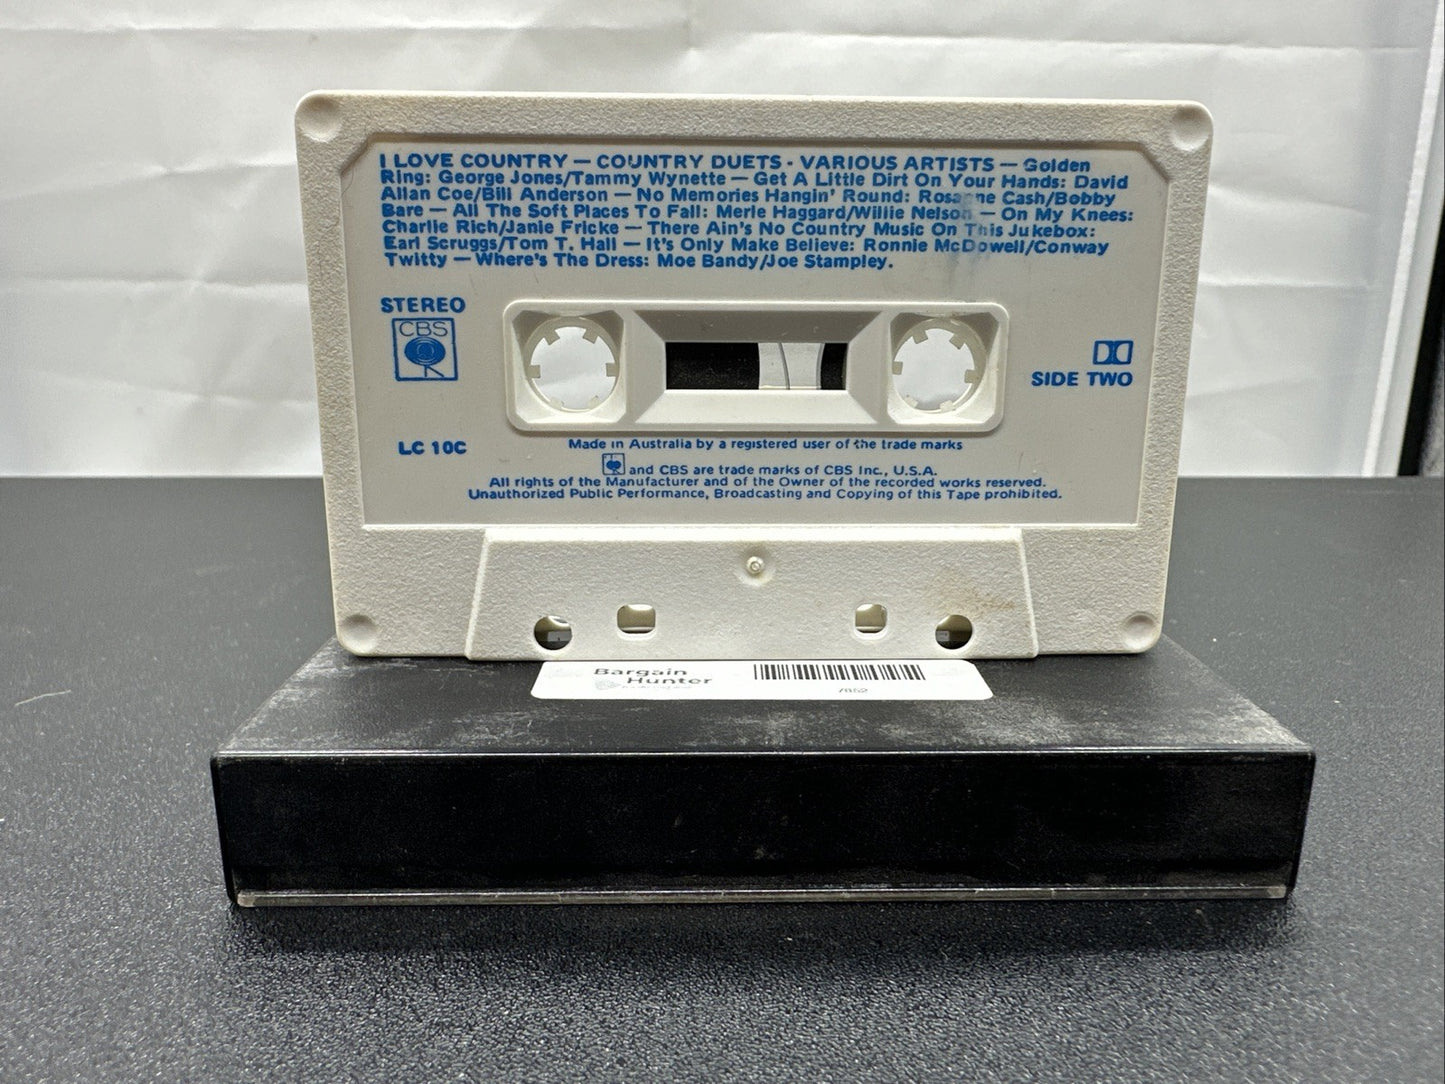 I LOVE COUNTRY — COUNTRY DUETS - VARIOUS ARTISTS — Golden
Ring: George Jones/Tammy Wynette — Get A Little Dirt On Your Hands: David
Allan Coe/Bill Anderson — No Memories Hangin' Round: Rosanne Cash/Bobby
Bare — All The Soft Places To Fall: Merle Haggard/Willie Nelson — On My Knees:
Charlie Rich/Janie Fricke — There Ain's No Country Music On This Jukebox:
Earl Scruggs/Tom T. Hall — It's Only Make Believe: Ronnie McDowell/Conway
Twitty — Where's The Dress: Moe Bandy/Joe Stampley.
STEREO
CBS
SIDE TWO
LC 10C
Made in Australia by a registered user of the trade marks
and CBS are trade marks of CBS Inc., U.S.A.
All rights of the Manufacturer and of the Owner of the recorded works reserved.
Unauthorized Public Performance, Broadcasting and Copying of this Tape prohibited.
Bargain
Hunter
7652